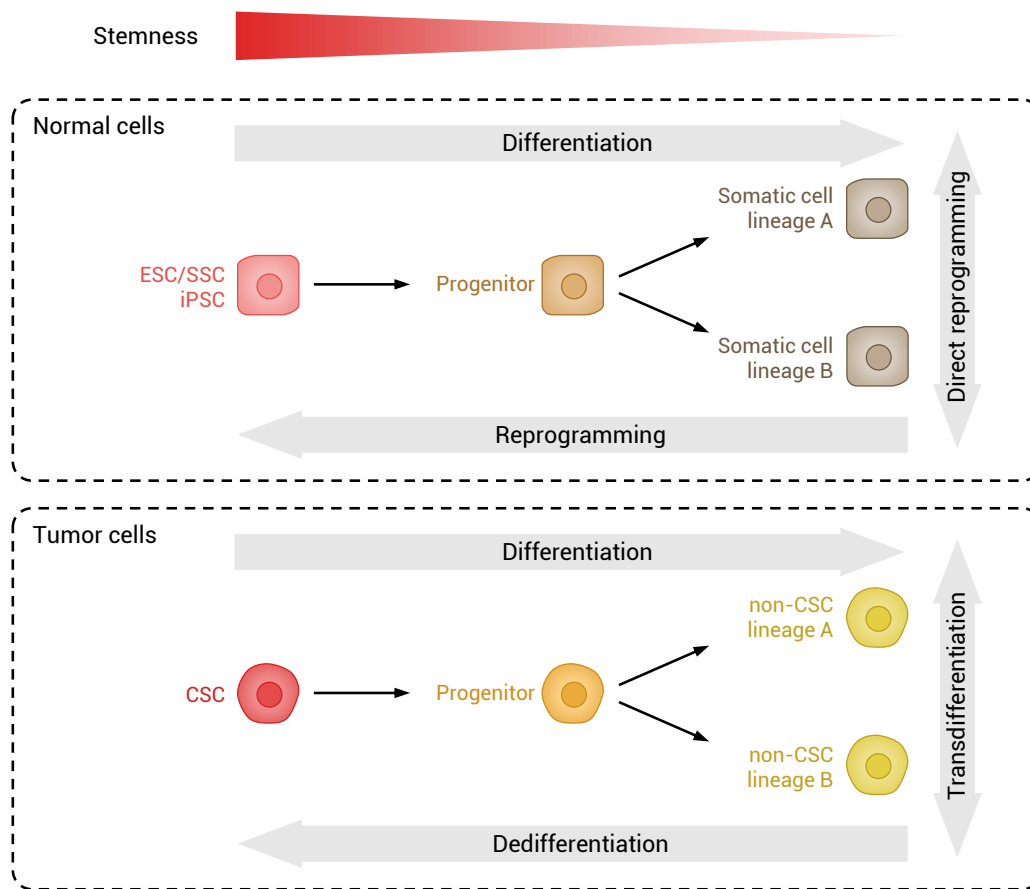 Stemness
Normal cells
Differentiation
Somatic cell
lineage A
ESC/SSC
iPSC
Progenitor
Somatic cell
lineage B
Direct reprogramming
Reprogramming
Tumor cells
Differentiation
non-CSC
lineage A
CSC
Progenitor
non-CSC
lineage B
Transdifferentiation
Dedifferentiation